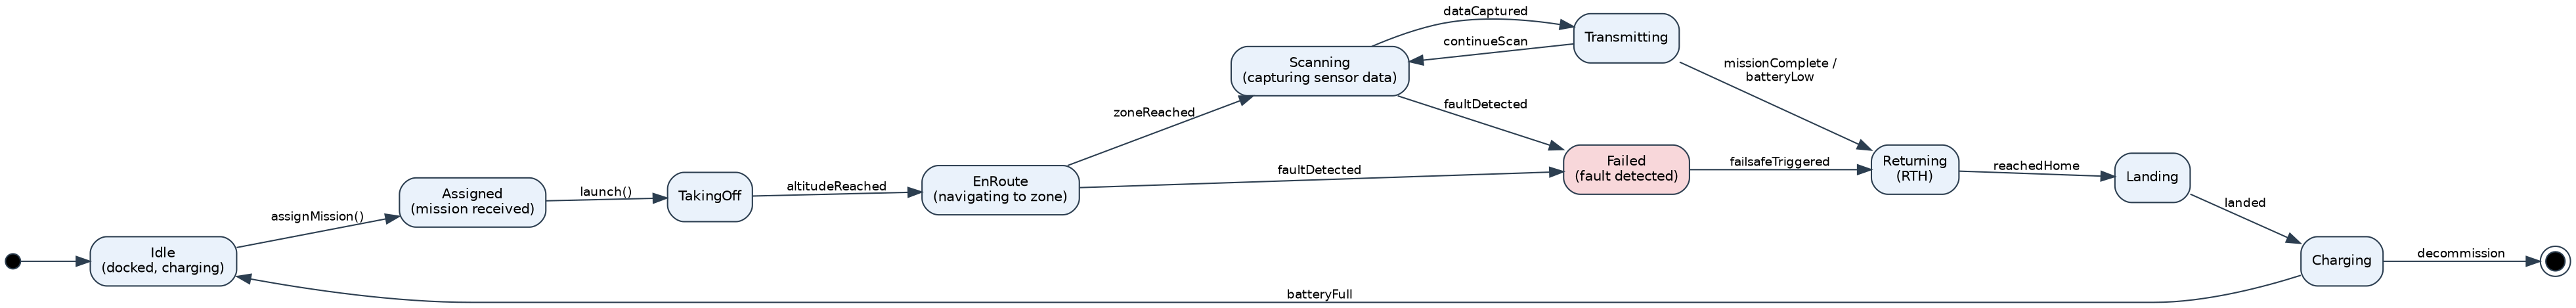 Idle
(docked, charging)
assignMission()
Assigned
(mission received)
launch()
TakingOff
altitudeReached
EnRoute
(navigating to zone)
zoneReached
faultDetected
Scanning
(capturing sensor data)
dataCaptured
continueScan
faultDetected
Transmitting
missionComplete /
batteryLow
Failed
(fault detected)
failsafeTriggered
Returning
(RTH)
reachedHome
Landing
landed
Charging
decommission
batteryFull